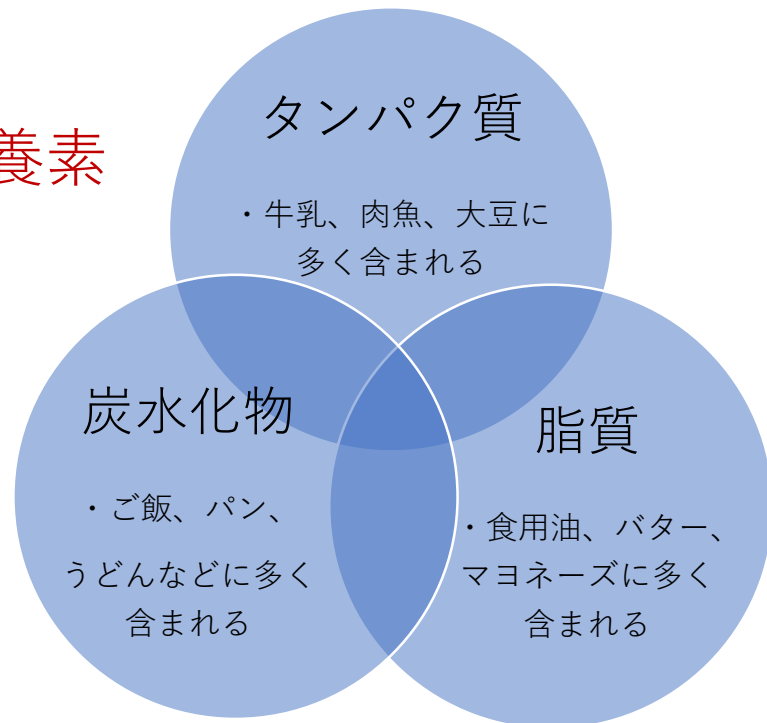 養素
タンパク質
・牛乳、肉魚、大豆に
多く含まれる
炭水化物
・ご飯、パン、
うどんなどに多く
含まれる
脂質
・食用油、バター、
マヨネーズに多く
含まれる